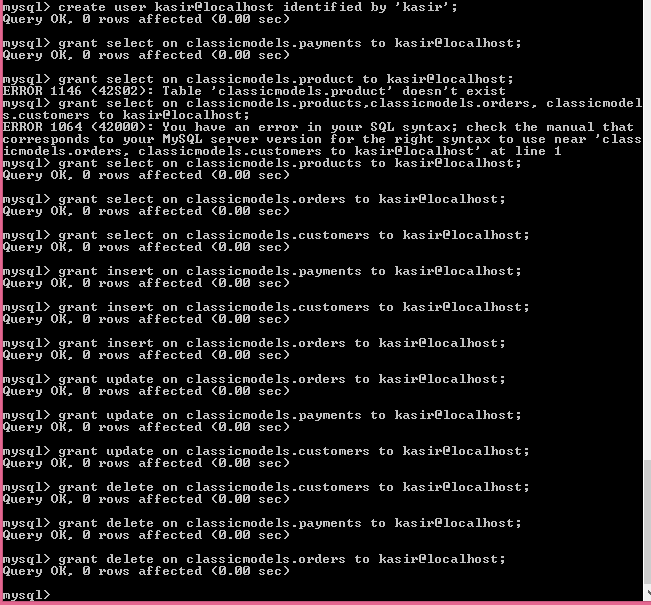 mysql> create user kasir@localhost identified by 'kasir';
Query OK, 0 rows affected (0.00 sec)
mysql> grant select on classicmodels.payments to kasir@localhost;
Query OK, 0 rows affected (0.00 sec)
mysql> grant select on classicmodels.product to kasir@localhost;
ERROR 1146 (42S02): Table 'classicmodels.product' doesn't exist
mysql> grant select on classicmodels.products,classicmodels.orders, classicmodel
s.customers to kasir@localhost;
ERROR 1064 (42000): You have an error in your SQL syntax; check the manual that
corresponds to your MySQL server version for the right syntax to use near 'class
icmodels.orders, classicmodels.customers to kasir@localhost' at line 1
mysql> grant select on classicmodels.products to kasir@localhost;
Query OK, 0 rows affected (0.00 sec)
mysql> grant select on classicmodels.orders to kasir@localhost;
Query OK, 0 rows affected (0.00 sec)
mysql> grant select on classicmodels.customers to kasir@localhost;
Query OK, 0 rows affected (0.00 sec)
mysql> grant insert on classicmodels.payments to kasir@localhost;
Query OK, 0 rows affected (0.00 sec)
mysql> grant insert on classicmodels.customers to kasir@localhost;
Query OK, 0 rows affected (0.00 sec)
mysql> grant insert on classicmodels.orders to kasir@localhost;
Query OK, 0 rows affected (0.00 sec)
mysql> grant update on classicmodels.orders to kasir@localhost;
Query OK, 0 rows affected (0.00 sec)
mysql> grant update on classicmodels.payments to kasir@localhost;
Query OK, 0 rows affected (0.00 sec)
mysql> grant update on classicmodels.customers to kasir@localhost;
Query OK, 0 rows affected (0.00 sec)
mysql> grant delete on classicmodels.customers to kasir@localhost;
Query OK, 0 rows affected (0.00 sec)
mysql> grant delete on classicmodels.payments to kasir@localhost;
Query OK, 0 rows affected (0.00 sec)
mysql> grant delete on classicmodels.orders to kasir@localhost;
Query OK, 0 rows affected (0.00 sec)
mysql>